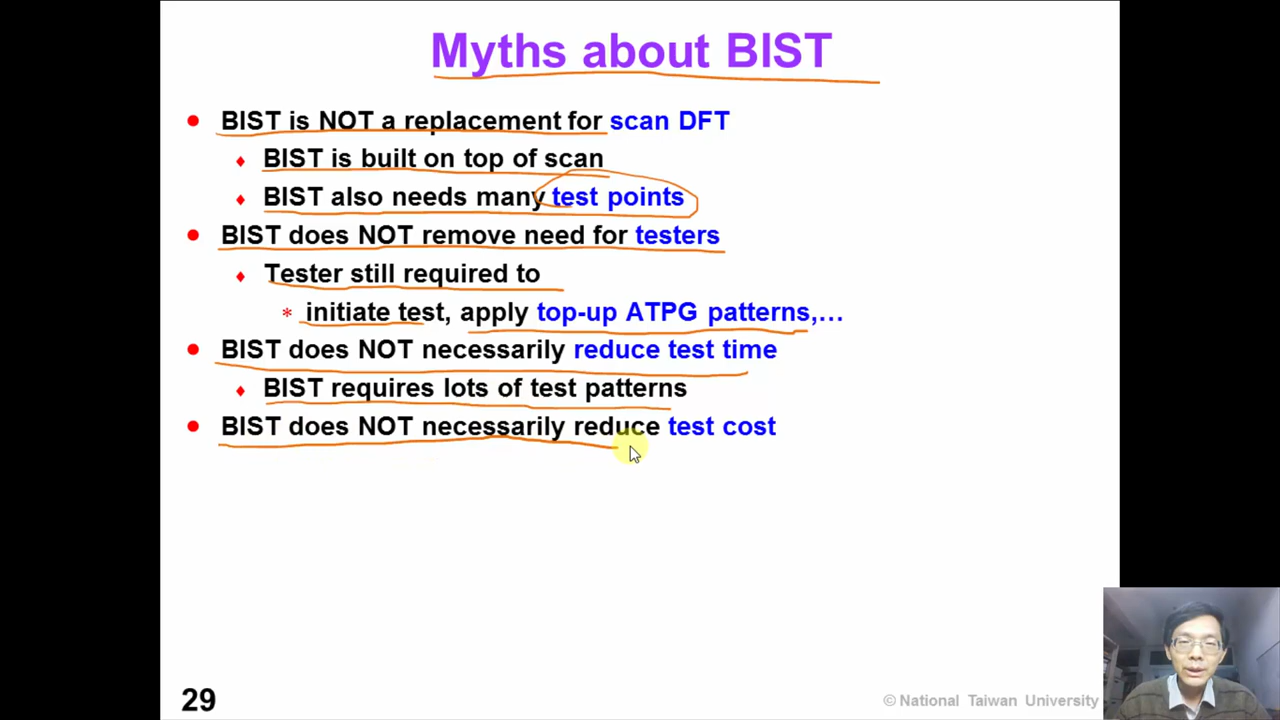 Myths about BIST
• BIST is NOT a replacement for scan DFT
♦ BIST is built on top of scan
♦ BIST also needs many test points
• BIST does NOT remove need for testers
♦ Tester still required to
* initiate test, apply top-up ATPG patterns,…
• BIST does NOT necessarily reduce test time
♦ BIST requires lots of test patterns
• BIST does NOT necessarily reduce test cost
29
© National Taiwan University